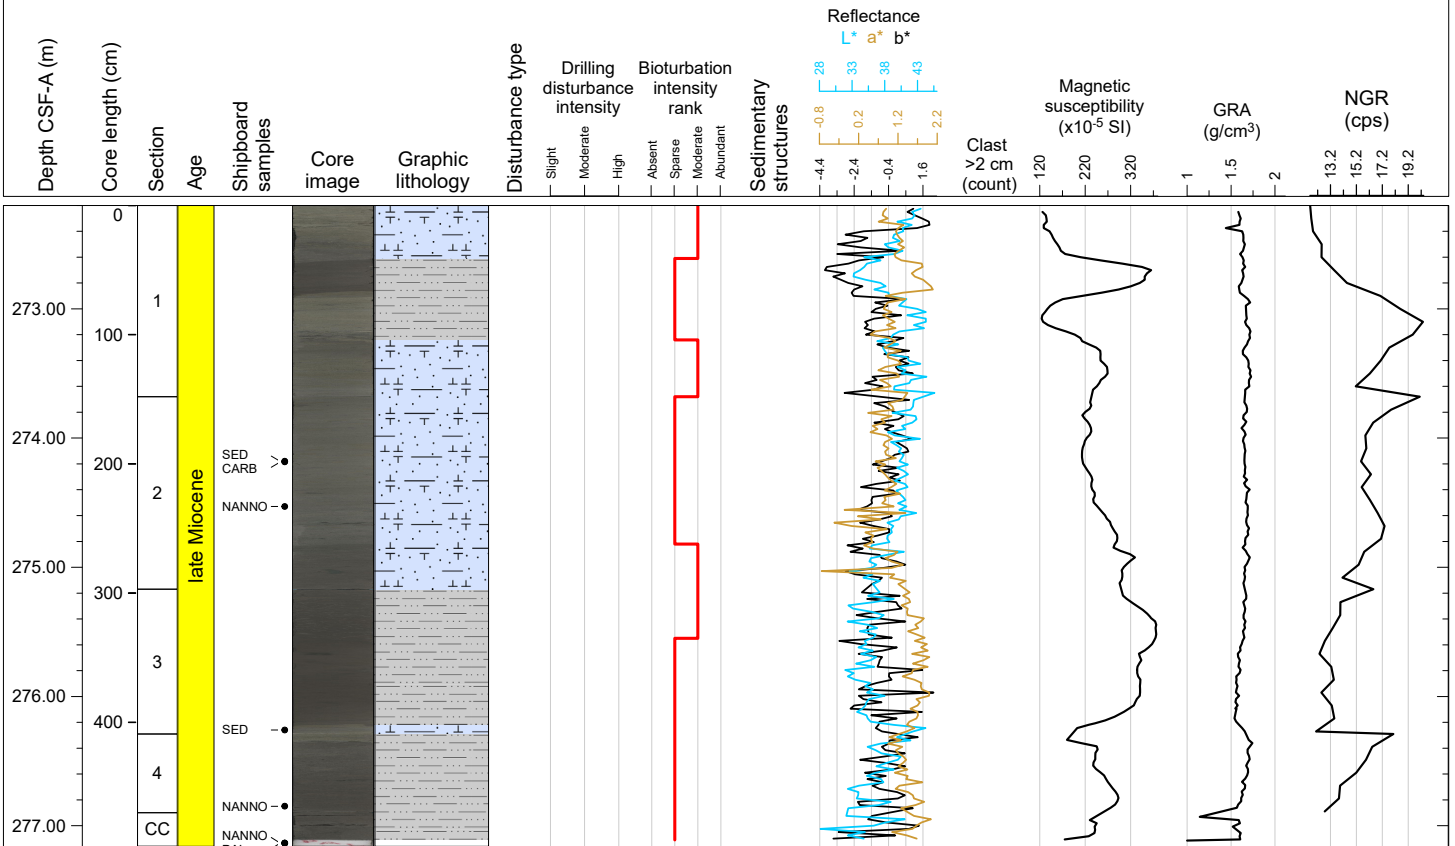 Depth CSF-A (m)
Core length (cm)
Section
Age
Shipboard
samples
Core
image
Graphic
lithology
Disturbance type
Drilling
disturbance
intensity
Slight
Moderate
High
Bioturbation
intensity
rank
Absent
Sparse
Moderate
Abundant
Sedimentary
structures
Reflectance
L* a* b*
28 33 38 43
-0.8 0.2 1.2 2.2
-4.4 -2.4 -0.4 1.6
Clast
>2 cm
(count)
Magnetic
susceptibility
(x10-5 SI)
120 220 320
GRA
(g/cm3)
1 1.5 2
NGR
(cps)
13.2 15.2 17.2 19.2
0
273.00
100
274.00
200
275.00
300
276.00
400
277.00
1
2
3
4
CC
late Miocene
SED
CARB
NANNO
SED
NANNO
NANNO